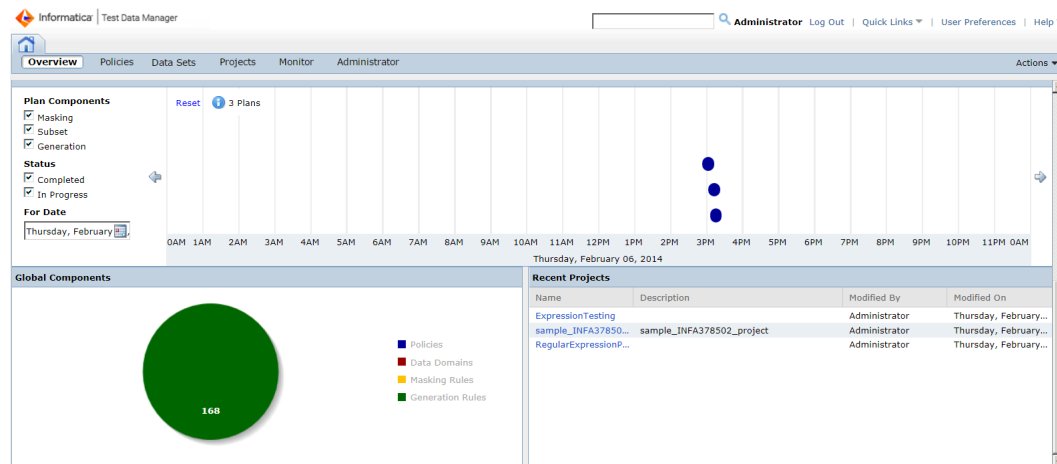 Informatica Test Data Manager
Administrator Log Out | Quick Links | User Preferences | Help
Overview Policies Data Sets Projects Monitor Administrator Actions
Plan Components
Masking
Subset
Generation
Status
Completed
In Progress
For Date
Thursday, February
Reset 3 Plans
0AM 1AM 2AM 3AM 4AM 5AM 6AM 7AM 8AM 9AM 10AM 11AM 12PM 1PM 2PM 3PM 4PM 5PM 6PM 7PM 8PM 9PM 10PM 11PM 0AM
Thursday, February 06, 2014
Global Components
168
Policies
Data Domains
Masking Rules
Generation Rules
Recent Projects
Name Description Modified By Modified On
ExpressionTesting Administrator Thursday, February...
sample_INFA37850... sample_INFA378502_project Administrator Thursday, February...
RegularExpressionP... Administrator Thursday, February...